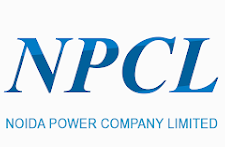 NPCL
NOIDA POWER COMPANY LIMITED